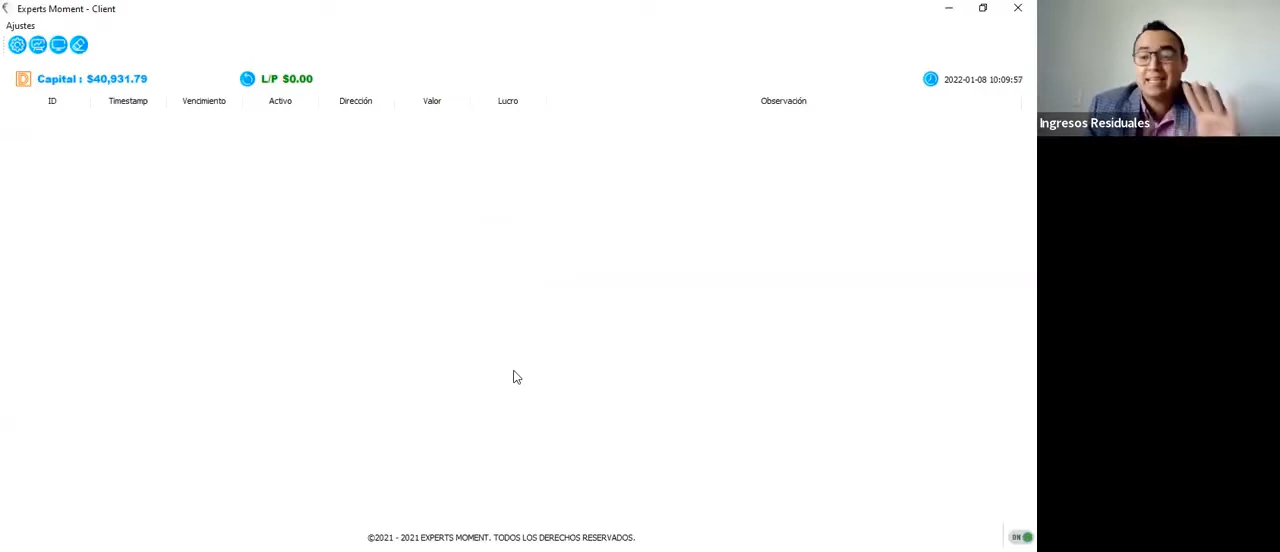 Experts Moment - Client
Ajustes
D Capital : $40,931.79 L/P $0.00 2022-01-08 10:09:57
ID Timestamp Vencimiento Activo Dirección Valor Lucro Observación
Ingresos Residuales
©2021 - 2021 EXPERTS MOMENT. TODOS LOS DERECHOS RESERVADOS.
ON